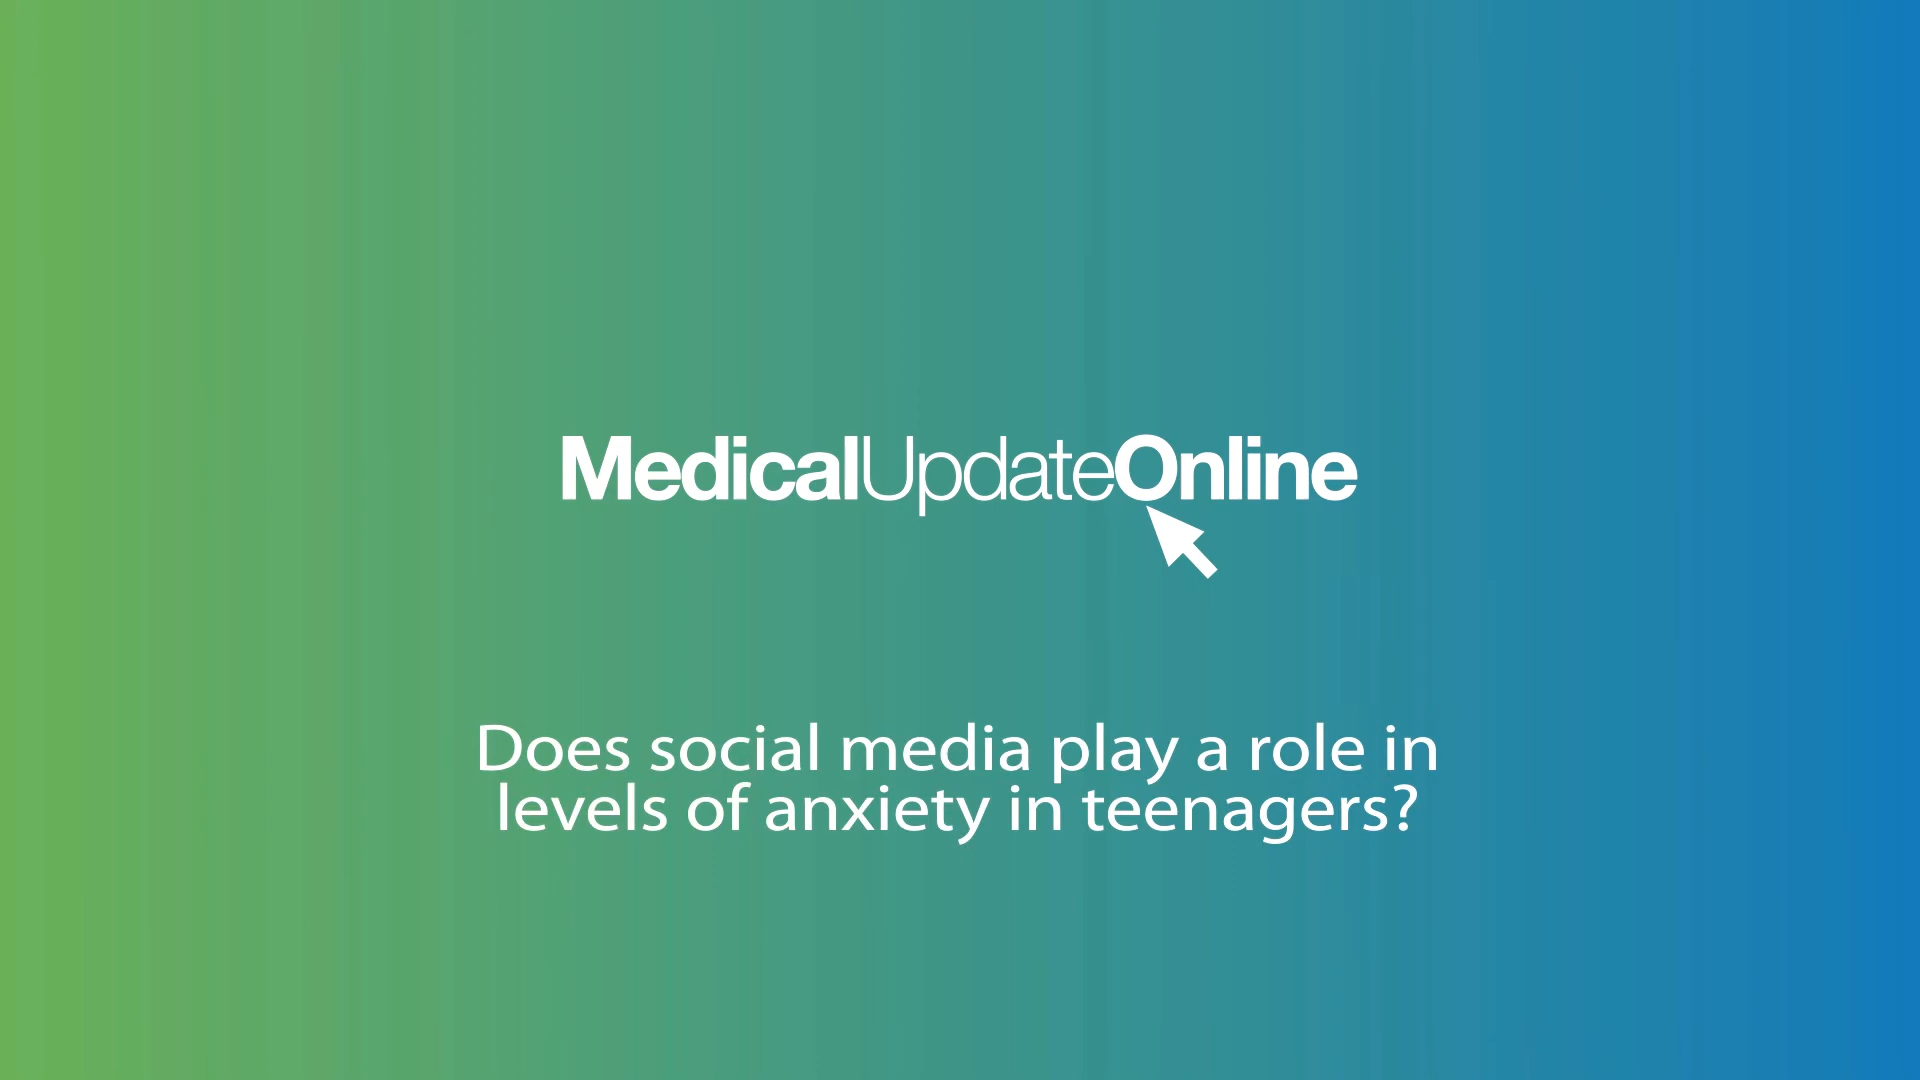 MedicalUpdateOnline
Does social media play a role in
levels of anxiety in teenagers?